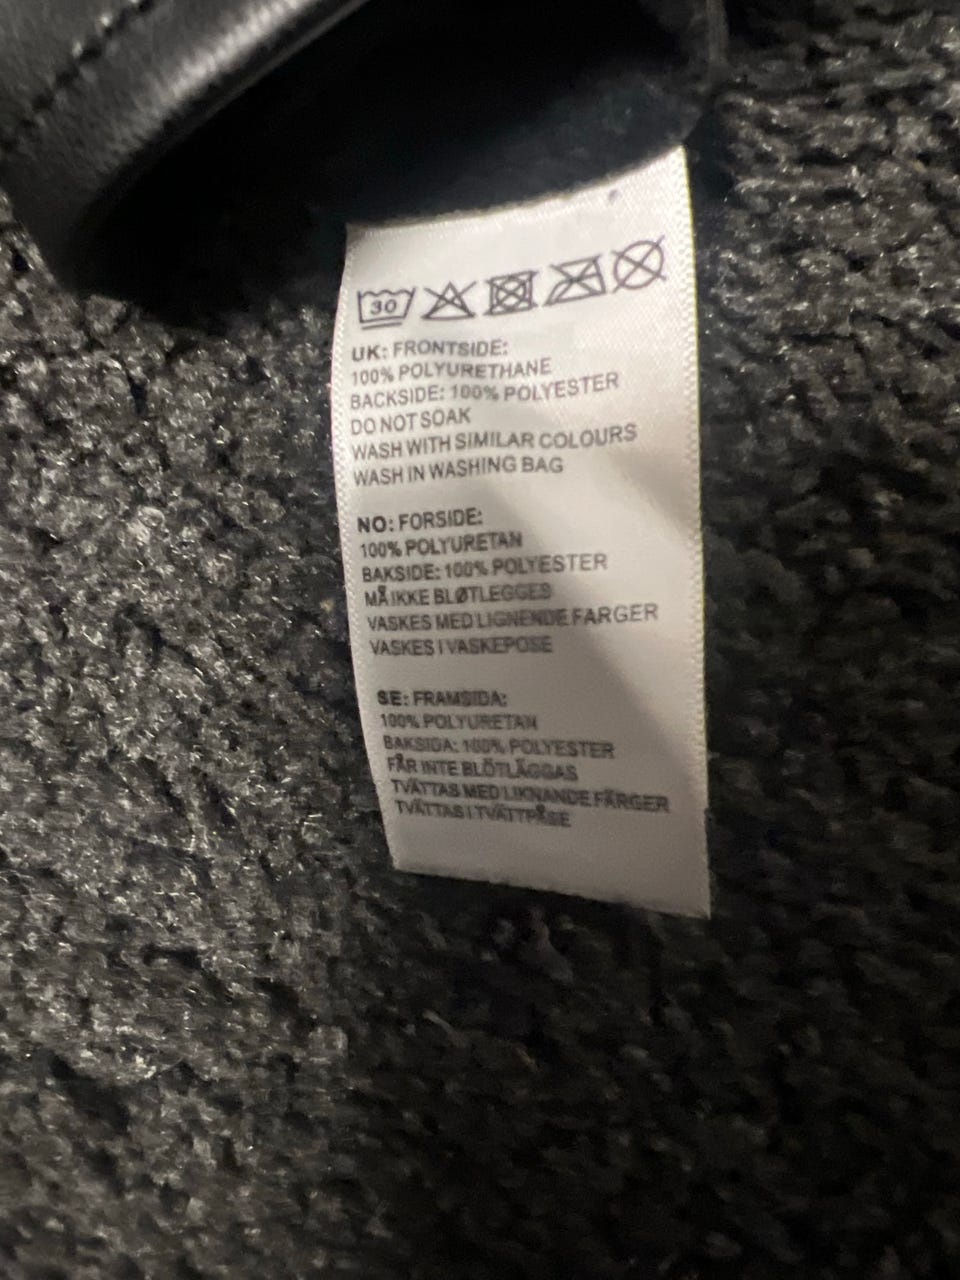 30
UK: FRONTSIDE:
100% POLYURETHANE
BACKSIDE: 100% POLYESTER
DO NOT SOAK
WASH WITH SIMILAR COLOURS
WASH IN WASHING BAG
NO: FORSIDE:
100% POLYURETAN
BAKSIDE: 100% POLYESTER
MÅ IKKE BLØTLEGGES
VASKES MED LIGNENDE FARGER
VASKES I VASKEPOSE
SE: FRAMSIDA:
100% POLYURETAN
BAKSIDA: 100% POLYESTER
FÅR INTE BLÖTLÄGGAS
TVÄTTAS MED LIKNANDE FÄRGER
TVÄTTAS I TVÄTTPÅSE